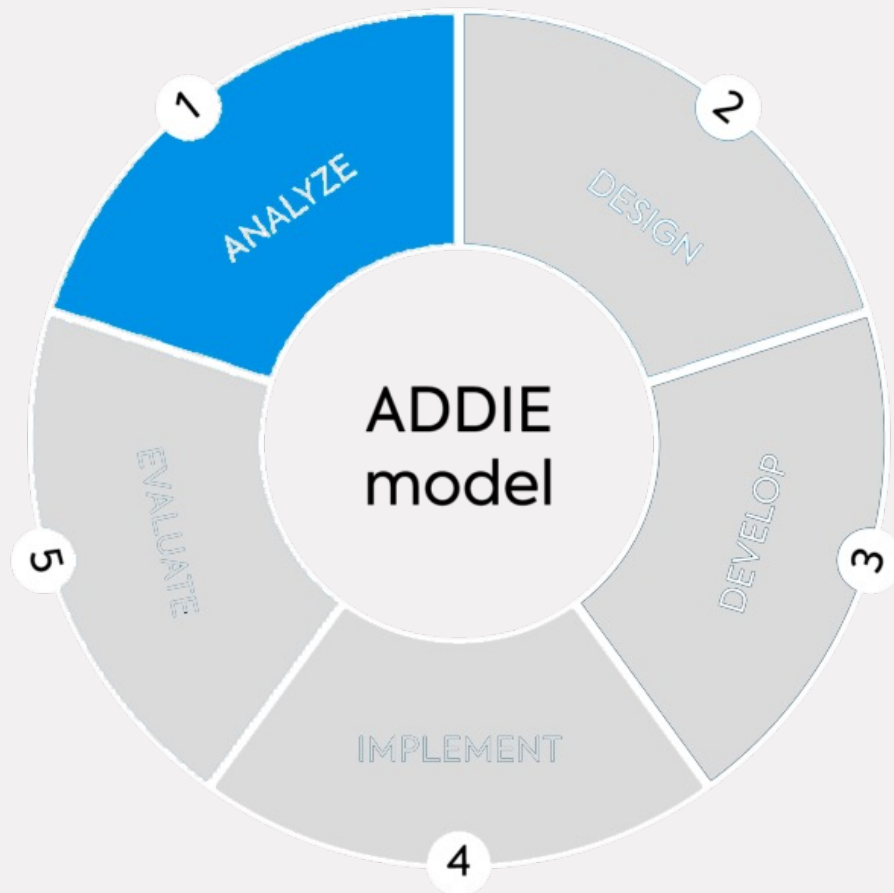 ADDIE
model
1
ANALYZE
2
DESIGN
3
DEVELOP
4
IMPLEMENT
5
EVALUATE